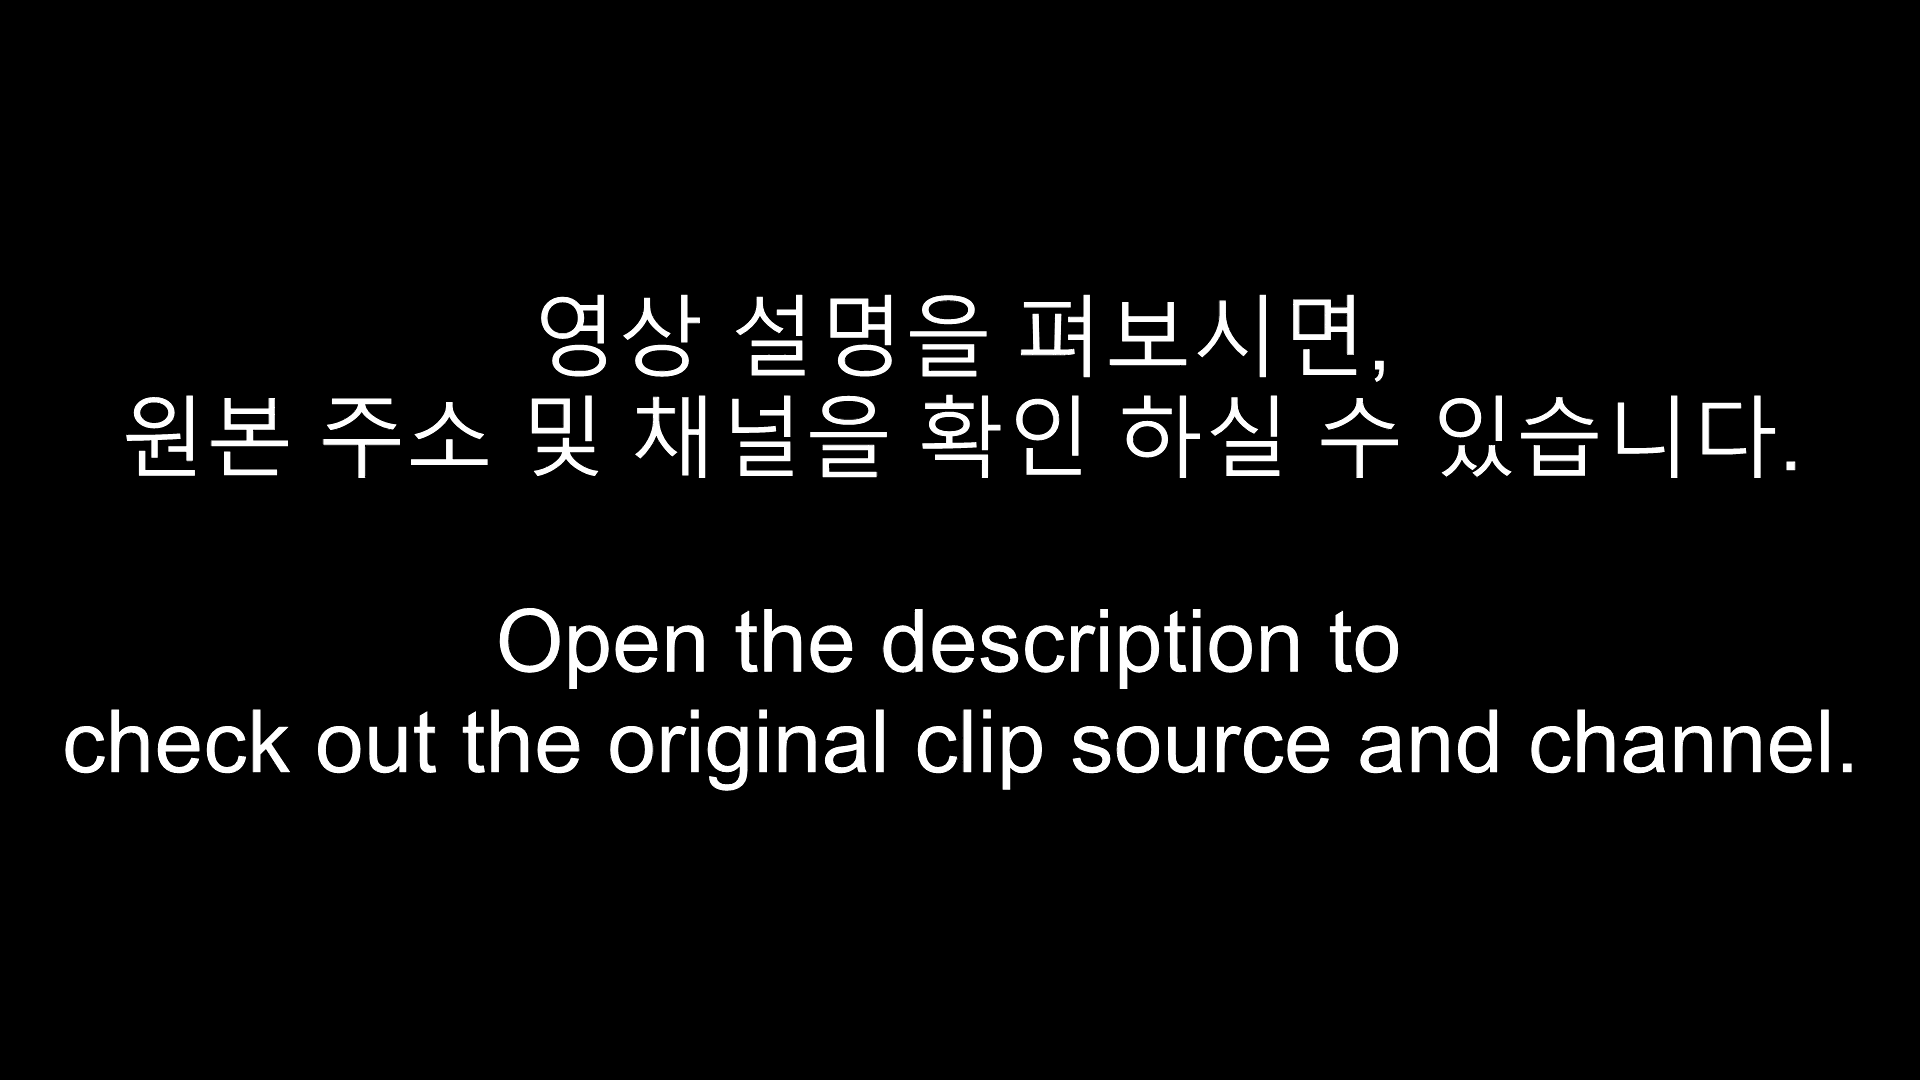 영상 설명을 펴보시면,
원본 주소 및 채널을 확인 하실 수 있습니다.
Open the description to
check out the original clip source and channel.